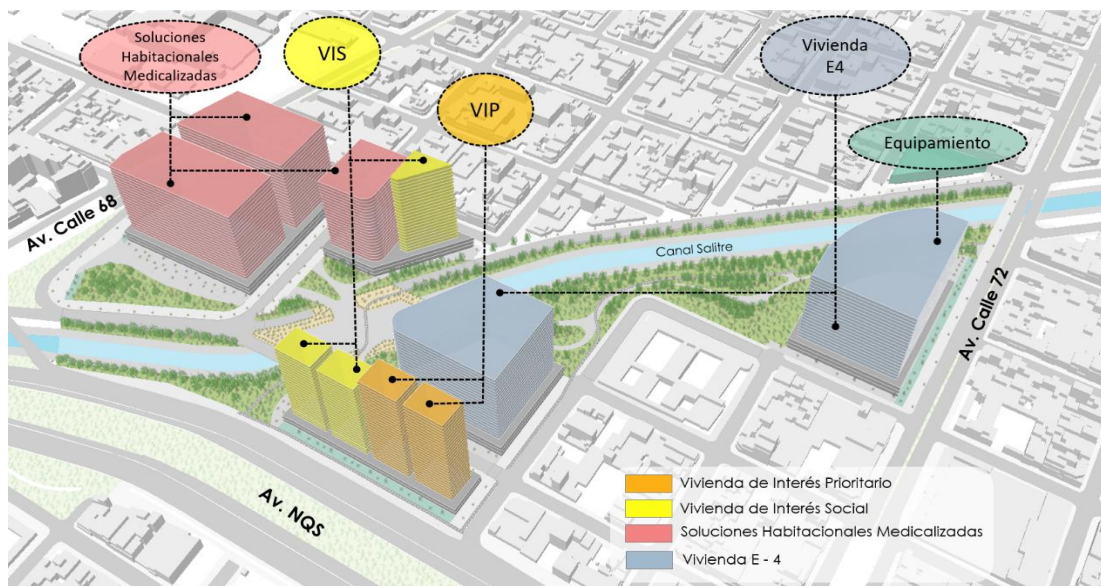 Soluciones
Habitacionales
Medicalizadas
VIS
VIP
Vivienda
E4
Equipamiento
Av. Calle 68
Canal Salitre
Av. Calle 72
Av. NQS
Vivienda de Interés Prioritario
Vivienda de Interés Social
Soluciones Habitacionales Medicalizadas
Vivienda E - 4